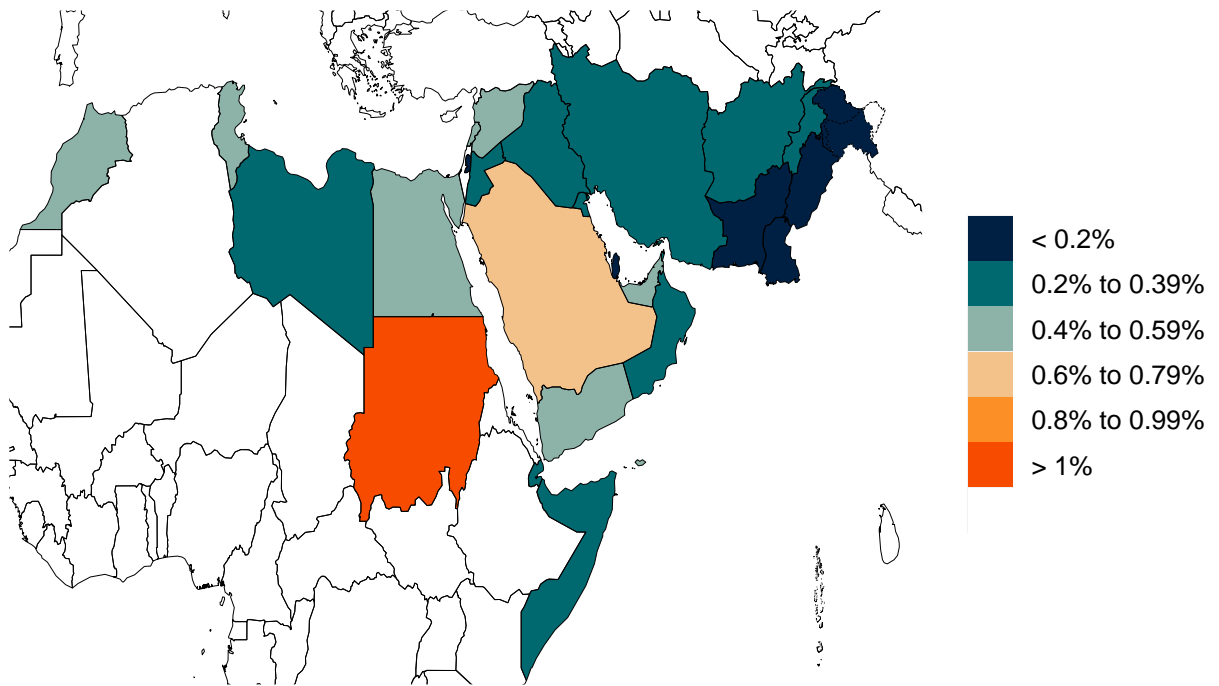 < 0.2%
0.2% to 0.39%
0.4% to 0.59%
0.6% to 0.79%
0.8% to 0.99%
> 1%